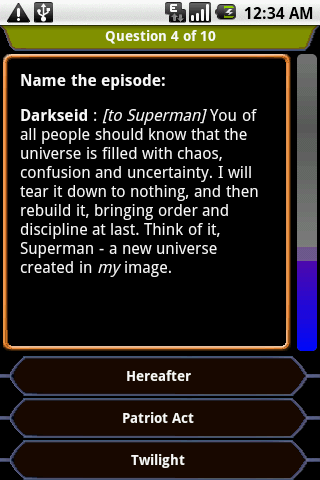 12:34 AM
Question 4 of 10
Name the episode:
Darkseid : [to Superman] You of
all people should know that the
universe is filled with chaos,
confusion and uncertainty. I will
tear it down to nothing, and then
rebuild it, bringing order and
discipline at last. Think of it,
Superman - a new universe
created in my image.
Hereafter
Patriot Act
Twilight